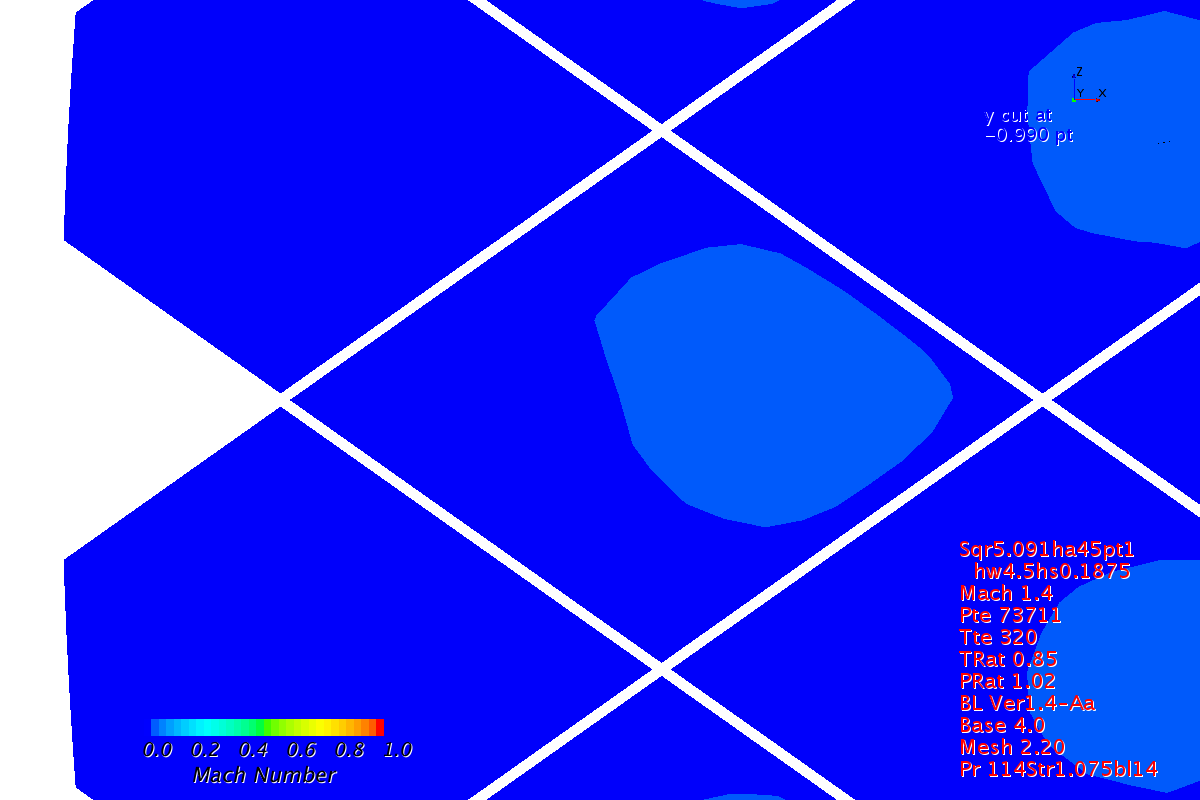 Z
Y X
y cut at
−0.990 pt
Sqr5.091ha45pt1
hw4.5hs0.1875
Mach 1.4
Pte 73711
Tte 320
TRat 0.85
PRat 1.02
BL Ver1.4−Aa
Base 4.0
Mesh 2.20
Pr 114Str1.075bl14
0.0 0.2 0.4 0.6 0.8 1.0
Mach Number